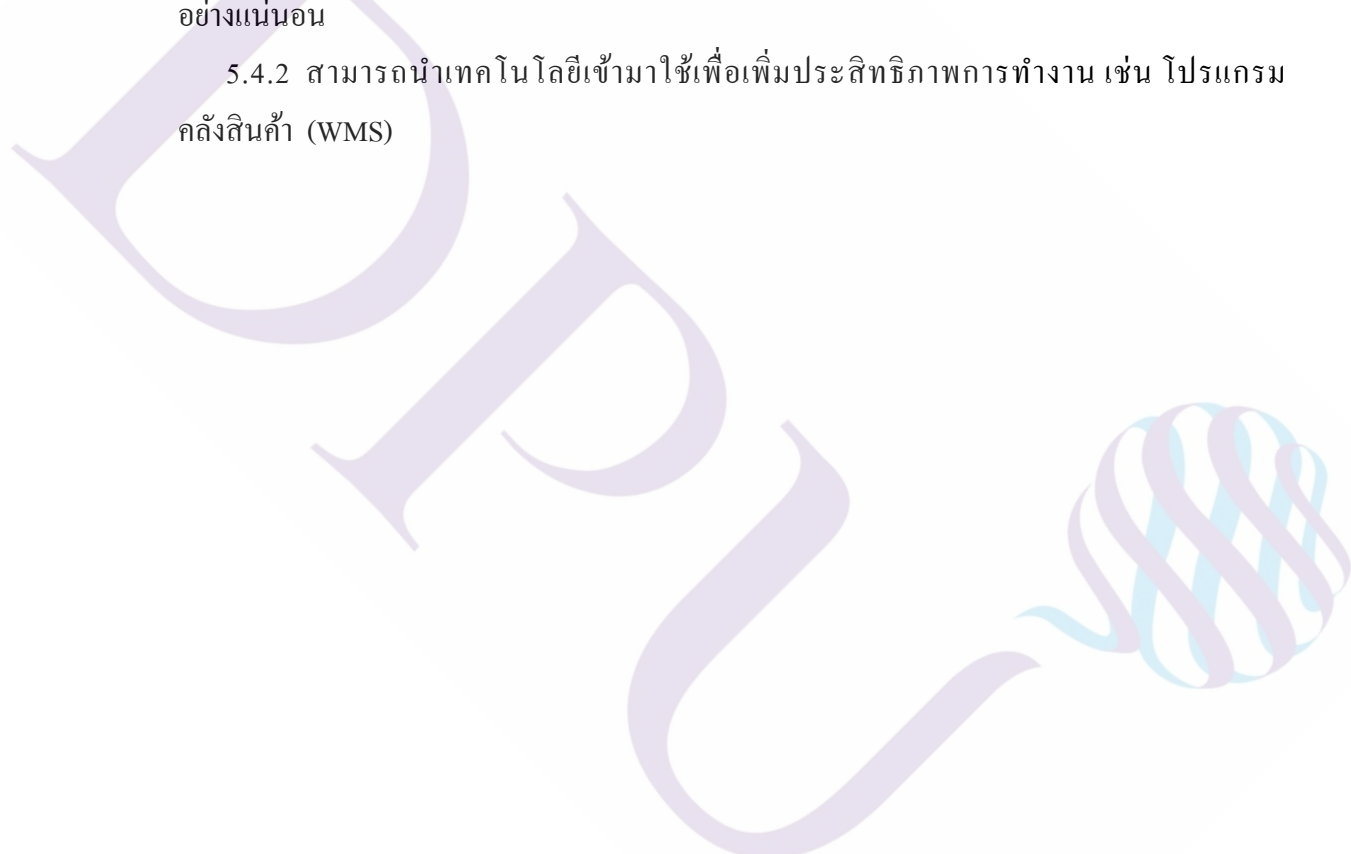 อย่างแน่นอน
5.4.2 สามารถนำเทคโนโลยีเข้ามาใช้เพื่อเพิ่มประสิทธิภาพการทำงาน เช่น โปรแกรม
คลังสินค้า (WMS)
DPU